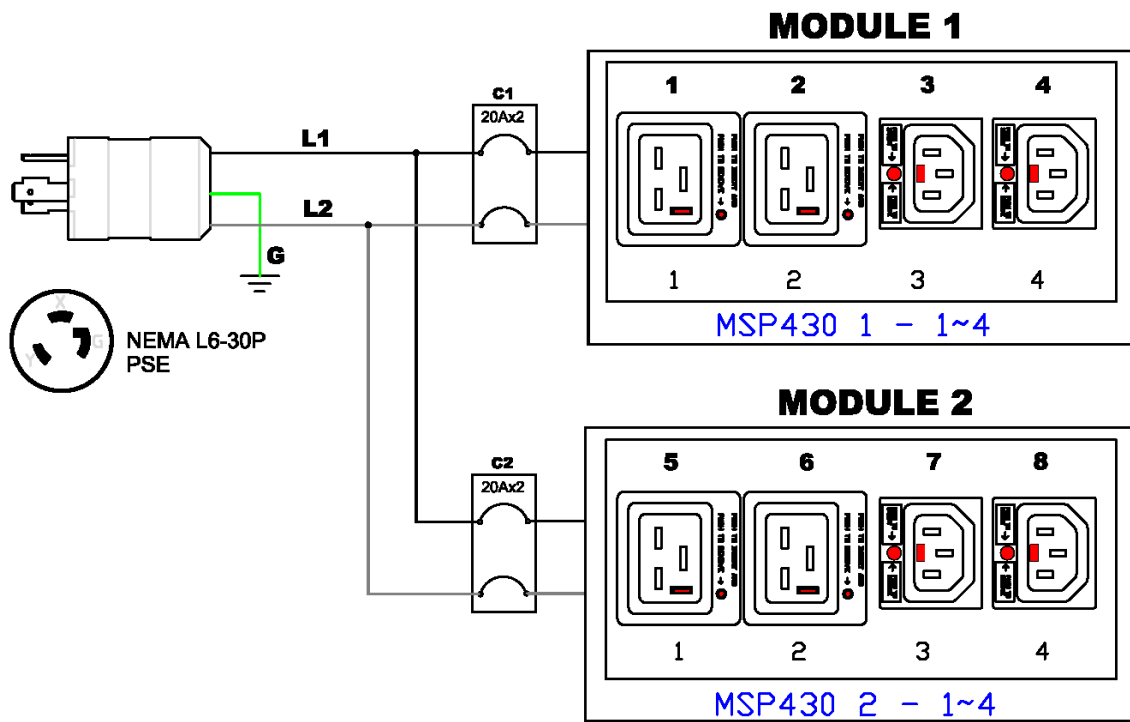 MODULE 1
1 2 3 4
C1
20Ax2
L1
L2
G
1 2 3 4
MSP430 1 - 1~4
X
G
Y
NEMA L6-30P
PSE
MODULE 2
5 6 7 8
C2
20Ax2
1 2 3 4
MSP430 2 - 1~4